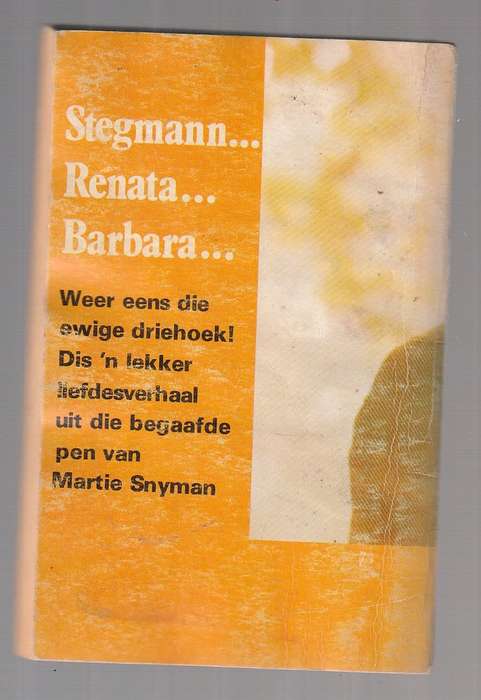 Stegmann...
Renata...
Barbara...
Weer eens die
ewige driehoek!
Dis 'n lekker
liefdesverhaal
uit die begaafde
pen van
Martie Snyman